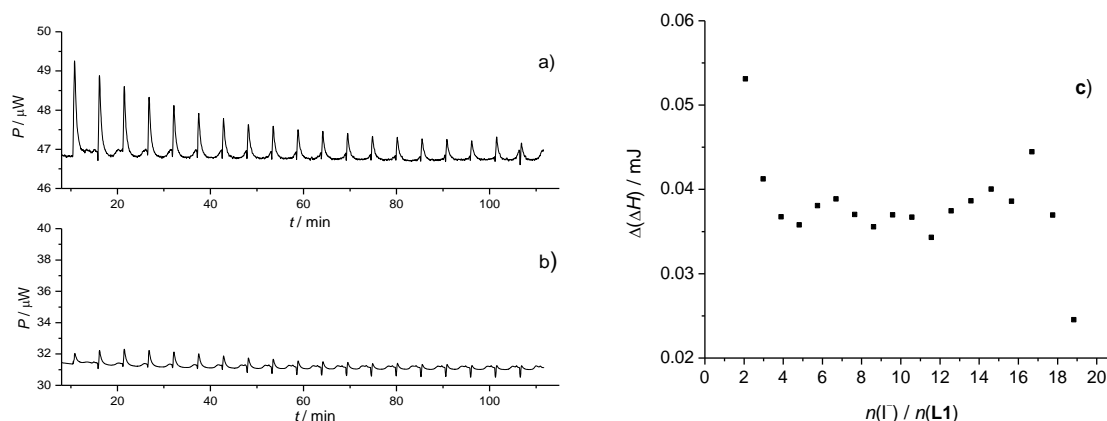 50
49
48
47
46
P / µW
a)
20 40 60 80 100
t / min
40
38
36
34
32
30
P / µW
b)
20 40 60 80 100
t / min
0.06
0.05
0.04
0.03
0.02
Δ(ΔH) / mJ
c)
0 2 4 6 8 10 12 14 16 18 20
n(I⁻) / n(L1)